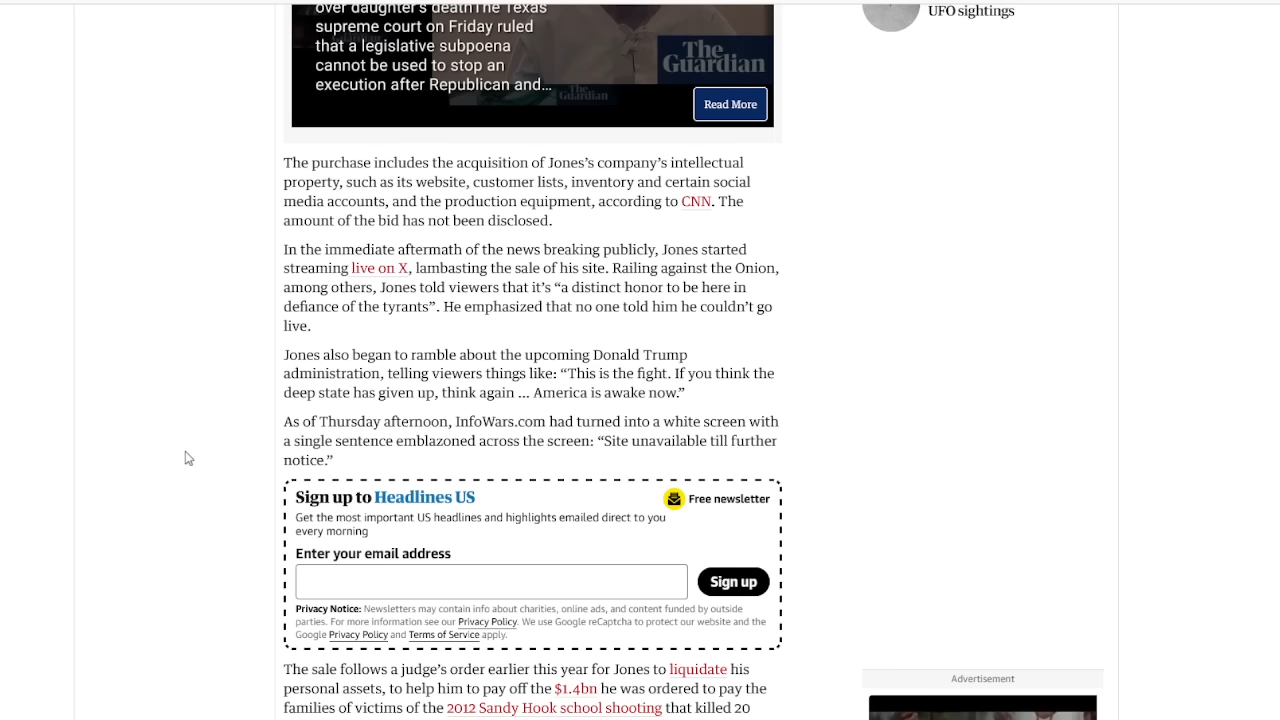 over daughter's deathThe Texas
supreme court on Friday ruled
that a legislative subpoena
cannot be used to stop an
execution after Republican and...
The
Guardian
The
Guardian
Read More
UFO sightings
The purchase includes the acquisition of Jones’s company’s intellectual
property, such as its website, customer lists, inventory and certain social
media accounts, and the production equipment, according to CNN. The
amount of the bid has not been disclosed.
In the immediate aftermath of the news breaking publicly, Jones started
streaming live on X, lambasting the sale of his site. Railing against the Onion,
among others, Jones told viewers that it’s “a distinct honor to be here in
defiance of the tyrants”. He emphasized that no one told him he couldn’t go
live.
Jones also began to ramble about the upcoming Donald Trump
administration, telling viewers things like: “This is the fight. If you think the
deep state has given up, think again ... America is awake now.”
As of Thursday afternoon, InfoWars.com had turned into a white screen with
a single sentence emblazoned across the screen: “Site unavailable till further
notice.”
Sign up to Headlines US
Free newsletter
Get the most important US headlines and highlights emailed direct to you
every morning
Enter your email address
Sign up
Privacy Notice: Newsletters may contain info about charities, online ads, and content funded by outside
parties. For more information see our Privacy Policy. We use Google reCaptcha to protect our website and the
Google Privacy Policy and Terms of Service apply.
The sale follows a judge’s order earlier this year for Jones to liquidate his
personal assets, to help him to pay off the $1.4bn he was ordered to pay the
families of victims of the 2012 Sandy Hook school shooting that killed 20
Advertisement